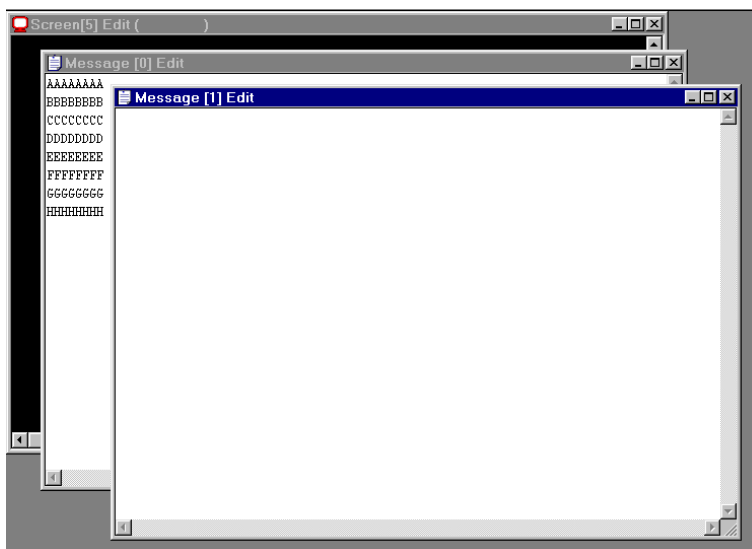 Screen[5] Edit (          )
Message [0] Edit
AAAAAAAA
BBBBBBBB
CCCCCCCC
DDDDDDDD
EEEEEEEE
FFFFFFFF
GGGGGGGG
HHHHHHHH
Message [1] Edit